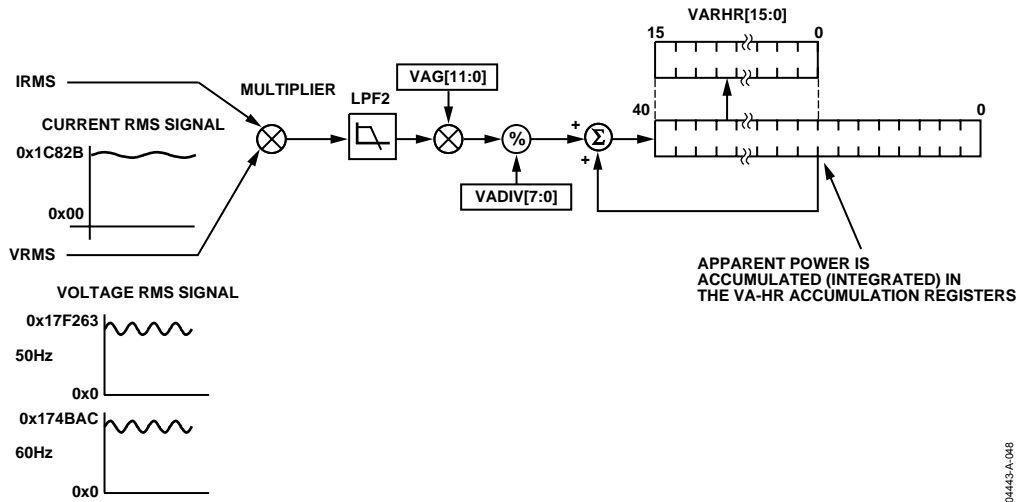 VARHR[15:0]
15 0
IRMS
MULTIPLIER
VAG[11:0]
LPF2
CURRENT RMS SIGNAL
40 0
0x1C82B
+
Σ
%
+
VADIV[7:0]
0x00
VRMS
APPARENT POWER IS
ACCUMULATED (INTEGRATED) IN
THE VA-HR ACCUMULATION REGISTERS
VOLTAGE RMS SIGNAL
0x17F263
50Hz
0x0
0x174BAC
60Hz
0x0
04443-A-048